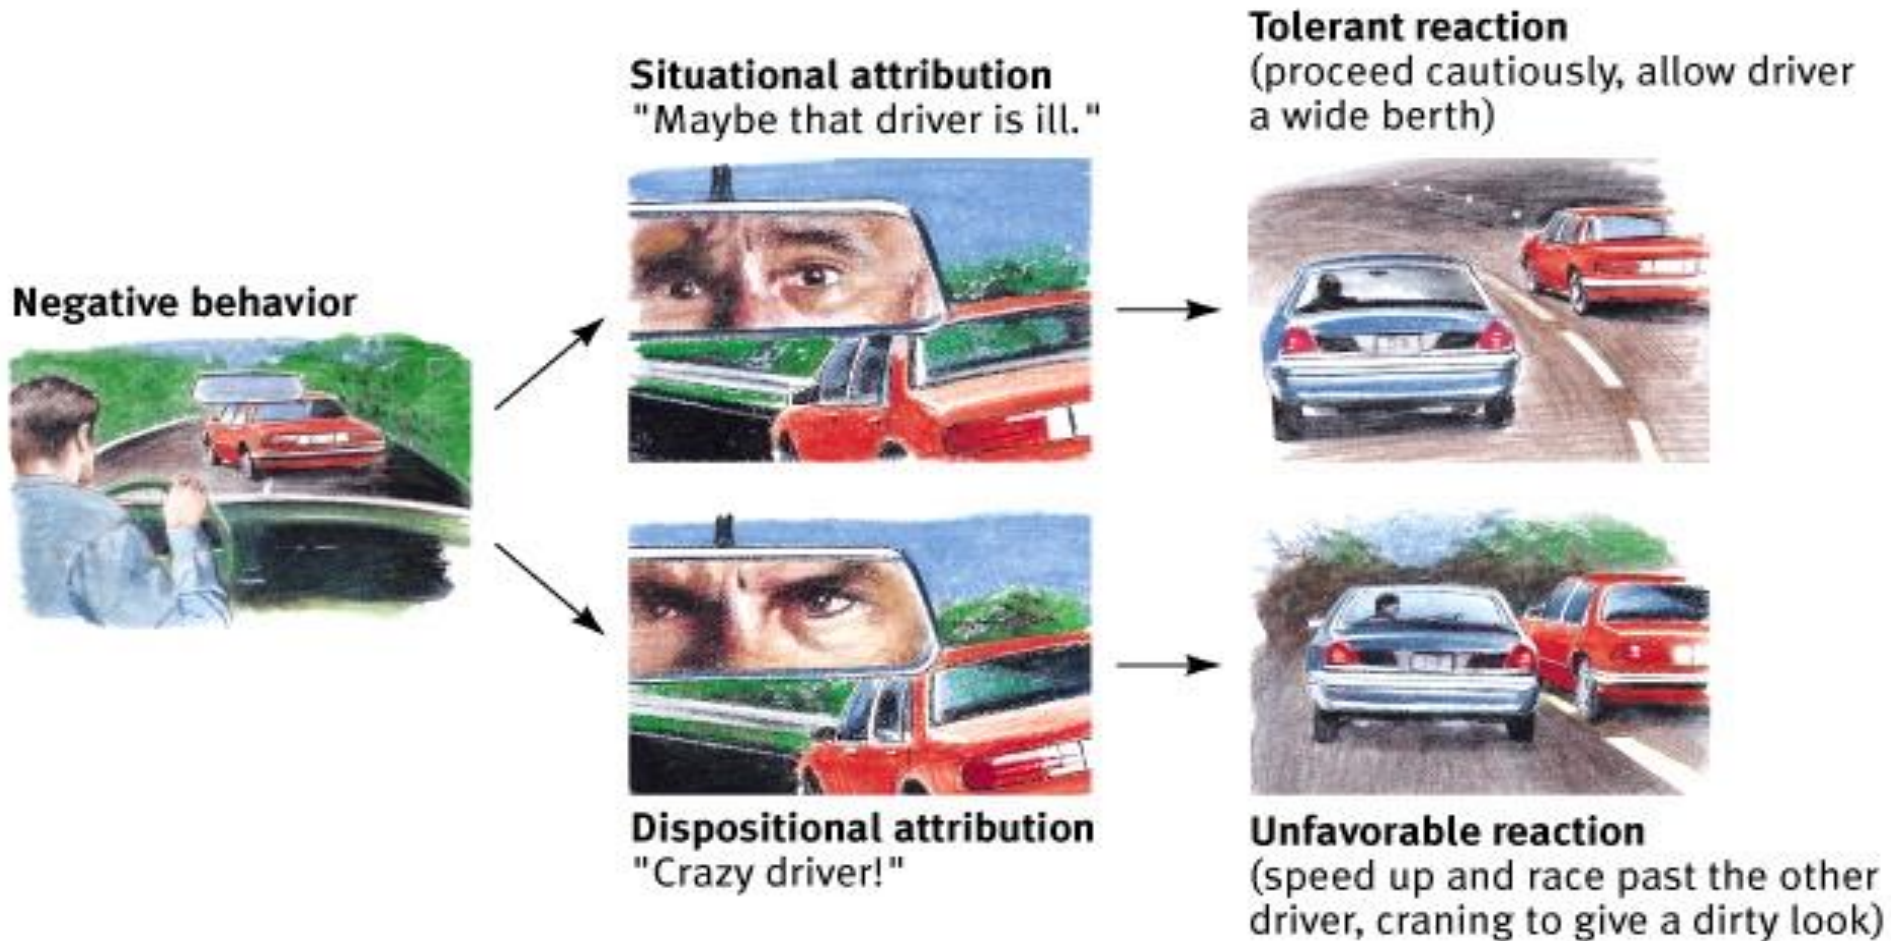 Negative behavior
Situational attribution
"Maybe that driver is ill."
Tolerant reaction
(proceed cautiously, allow driver
a wide berth)
Dispositional attribution
"Crazy driver!"
Unfavorable reaction
(speed up and race past the other
driver, craning to give a dirty look)